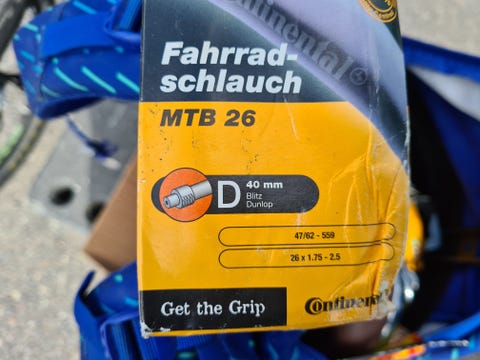 Continental
Fahrrad-
schlauch
MTB 26
D
40 mm
Blitz
Dunlop
47/62 - 559
26 x 1.75 - 2.5
Get the Grip
Continental